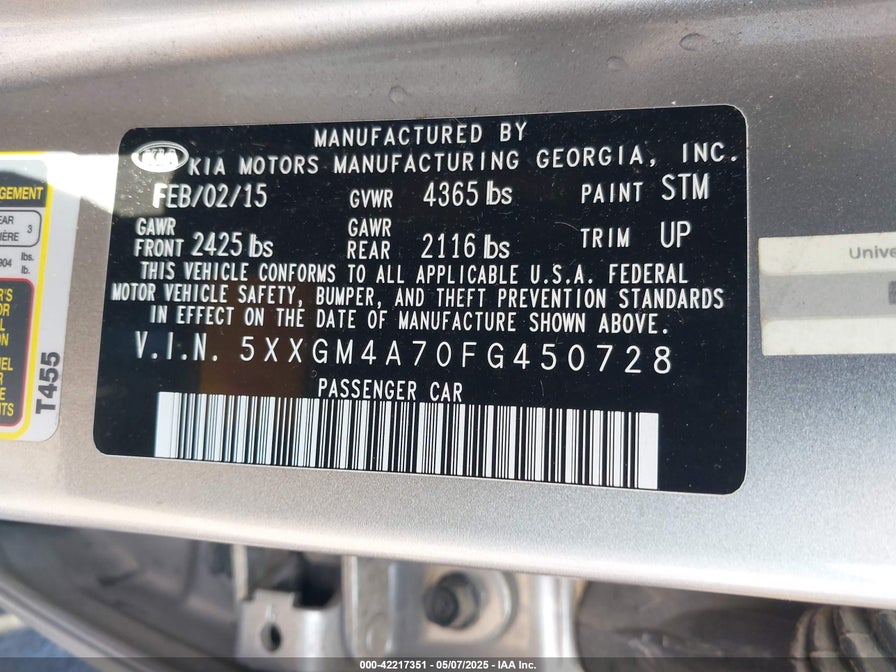 MANUFACTURED BY
KIA KIA MOTORS MANUFACTURING GEORGIA, INC.
FEB/02/15 GVWR 4365 lbs PAINT STM
GAWR FRONT 2425 lbs GAWR REAR 2116 lbs TRIM UP
THIS VEHICLE CONFORMS TO ALL APPLICABLE U.S.A. FEDERAL
MOTOR VEHICLE SAFETY, BUMPER, AND THEFT PREVENTION STANDARDS
IN EFFECT ON THE DATE OF MANUFACTURE SHOWN ABOVE.
V.I.N. 5XXGM4A70FG450728
PASSENGER CAR
T455
000-42217351 | 05/07/2025 - IAA Inc.